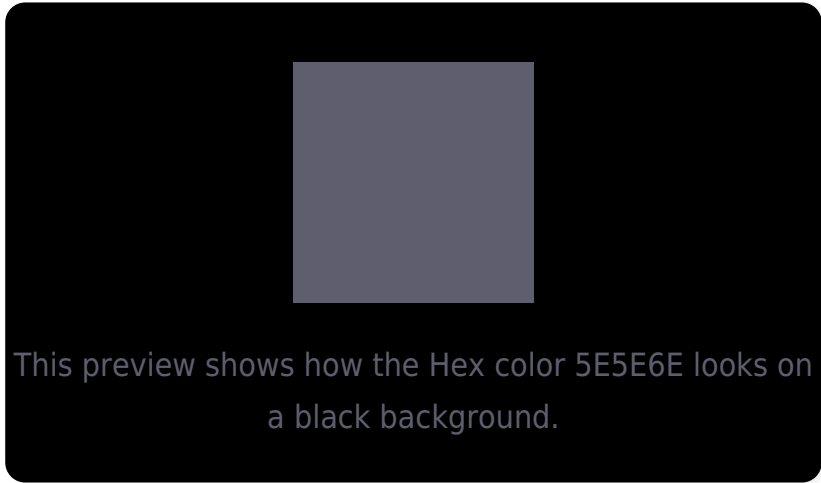 This preview shows how the Hex color 5E5E6E looks on
a black background.